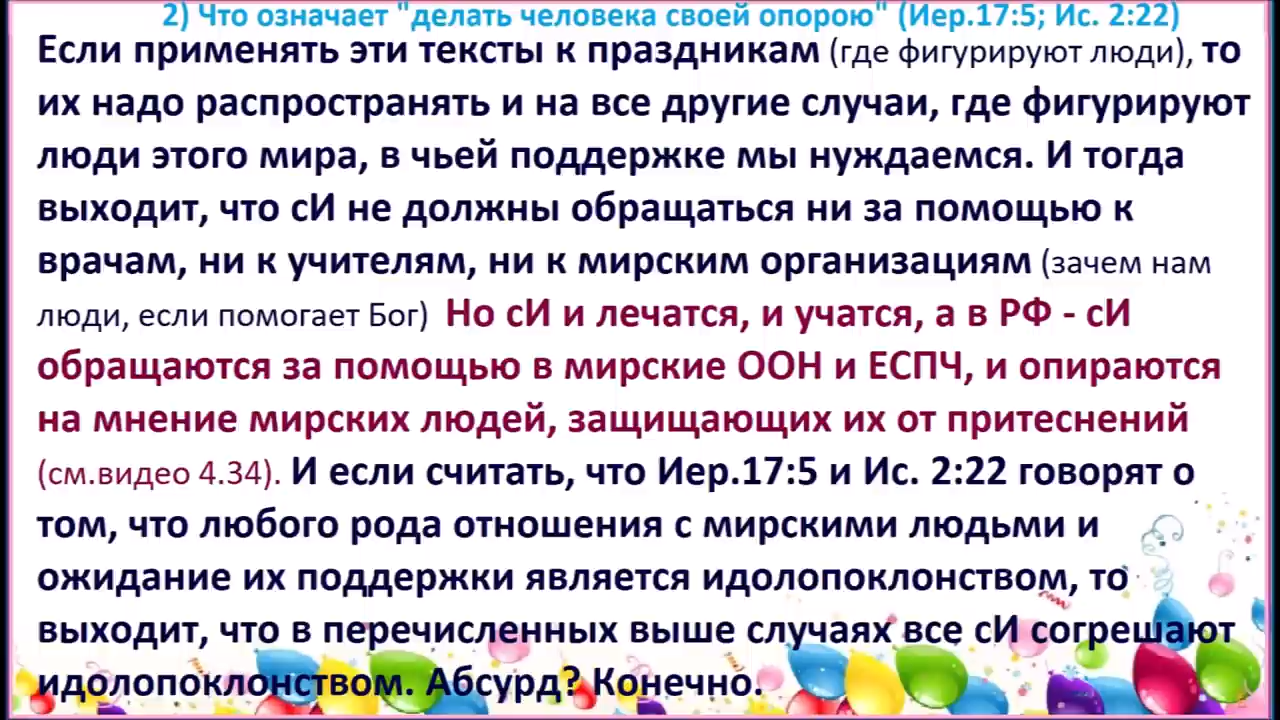 2) Что означает "делать человека своей опорою" (Иер.17:5; Ис. 2:22)
Если применять эти тексты к праздникам (где фигурируют люди), то
их надо распространять и на все другие случаи, где фигурируют
люди этого мира, в чьей поддержке мы нуждаемся. И тогда
выходит, что сИ не должны обращаться ни за помощью к
врачам, ни к учителям, ни к мирским организациям (зачем нам
люди, если помогает Бог) Но сИ и лечатся, и учатся, а в РФ - сИ
обращаются за помощью в мирские ООН и ЕСПЧ, и опираются
на мнение мирских людей, защищающих их от притеснений
(см.видео 4.34). И если считать, что Иер.17:5 и Ис. 2:22 говорят о
том, что любого рода отношения с мирскими людьми и
ожидание их поддержки является идолопоклонством, то
выходит, что в перечисленных выше случаях все сИ согрешают
идолопоклонством. Абсурд? Конечно.